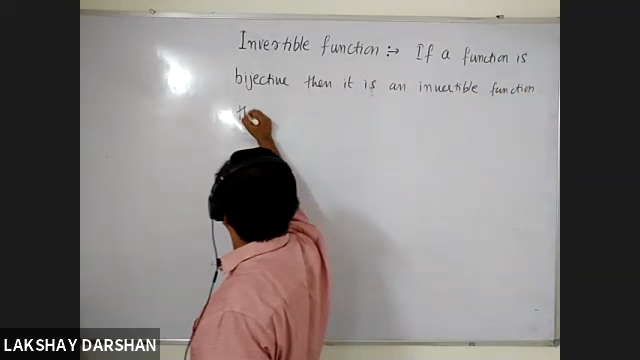 Invertible function :→ If a function is
bijective then it is an invertible function
LAKSHAY DARSHAN